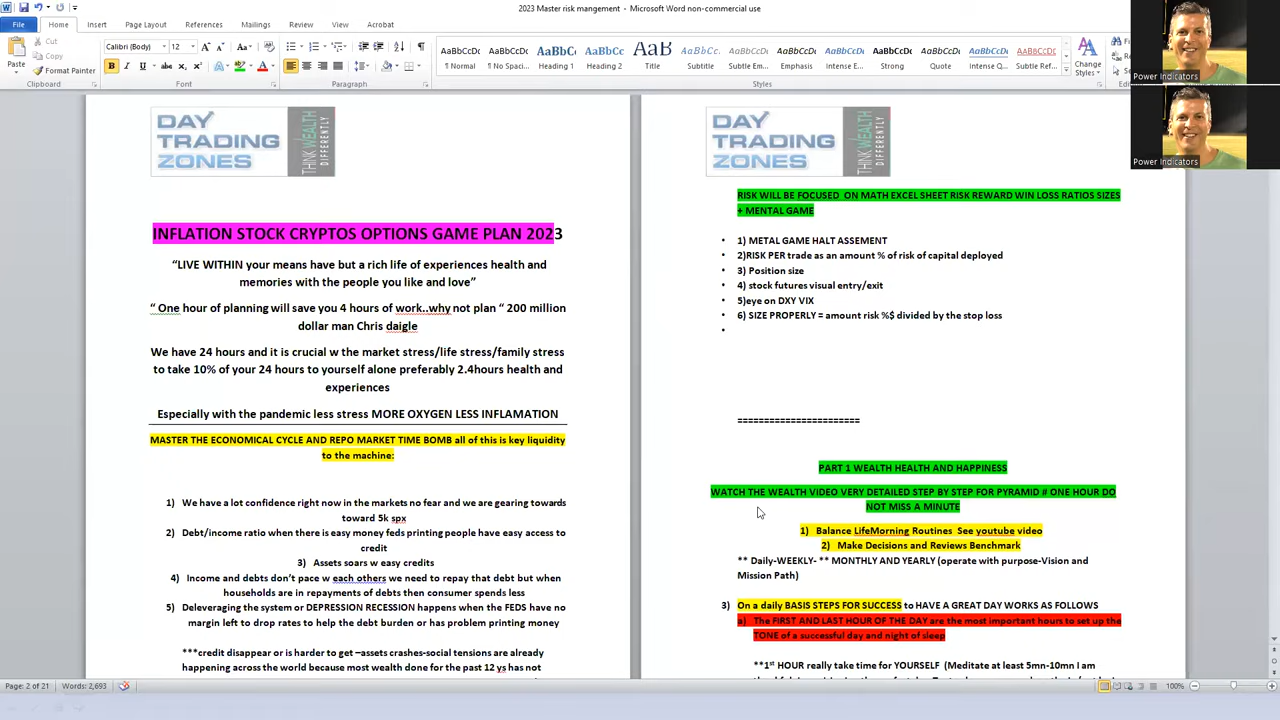 2023 Master risk mangement - Microsoft Word non-commercial use
File Home Insert Page Layout References Mailings Review View Acrobat
Cut
Copy
Format Painter
Paste
Calibri (Body) 12
Clipboard Font Paragraph Styles
AaBbCcDc AaBbCcDc AaBbCc AaBbCc AaB AaBbCc. AaBbCcDc AaBbCcDc AaBbCcDc AaBbCcDc AaBbCcDc AaBbCcDc AaBbCcDc
¶ Normal ¶ No Spaci... Heading 1 Heading 2 Title Subtitle Subtle Em... Emphasis Intense E... Strong Quote Intense Q... Subtle Ref...
Change
Styles
Power Indicators
Power Indicators
DAY
TRADING
ZONES
THINK WEALTH
DIFFERENTLY
INFLATION STOCK CRYPTOS OPTIONS GAME PLAN 2023
“LIVE WITHIN your means have but a rich life of experiences health and
memories with the people you like and love”
“ One hour of planning will save you 4 hours of work..why not plan “ 200 million
dollar man Chris daigle
We have 24 hours and it is crucial w the market stress/life stress/family stress
to take 10% of your 24 hours to yourself alone preferably 2.4hours health and
experiences
Especially with the pandemic less stress MORE OXYGEN LESS INFLAMATION
MASTER THE ECONOMICAL CYCLE AND REPO MARKET TIME BOMB all of this is key liquidity
to the machine:
1) We have a lot confidence right now in the markets no fear and we are gearing towards
toward 5k spx
2) Debt/income ratio when there is easy money feds printing people have easy access to
credit
3) Assets soars w easy credits
4) Income and debts don’t pace w each others we need to repay that debt but when
households are in repayments of debts then consumer spends less
5) Deleveraging the system or DEPRESSION RECESSION happens when the FEDS have no
margin left to drop rates to help the debt burden or has problem printing money
***credit disappear or is harder to get –assets crashes-social tensions are already
happening across the world because most wealth done for the past 12 ys has not
DAY
TRADING
ZONES
THINK WEALTH
DIFFERENTLY
RISK WILL BE FOCUSED ON MATH EXCEL SHEET RISK REWARD WIN LOSS RATIOS SIZES
+ MENTAL GAME
• 1) METAL GAME HALT ASSEMENT
• 2)RISK PER trade as an amount % of risk of capital deployed
• 3) Position size
• 4) stock futures visual entry/exit
• 5)eye on DXY VIX
• 6) SIZE PROPERLY = amount risk %$ divided by the stop loss
•
=======================
PART 1 WEALTH HEALTH AND HAPPINESS
WATCH THE WEALTH VIDEO VERY DETAILED STEP BY STEP FOR PYRAMID # ONE HOUR DO
NOT MISS A MINUTE
1) Balance LifeMorning Routines See youtube video
2) Make Decisions and Reviews Benchmark
** Daily-WEEKLY- ** MONTHLY AND YEARLY (operate with purpose-Vision and
Mission Path)
3) On a daily BASIS STEPS FOR SUCCESS to HAVE A GREAT DAY WORKS AS FOLLOWS
a) The FIRST AND LAST HOUR OF THE DAY are the most important hours to set up the
TONE of a successful day and night of sleep
**1st HOUR really take time for YOURSELF (Meditate at least 5mn-10mn I am
Page: 2 of 21 Words: 2,693 100%